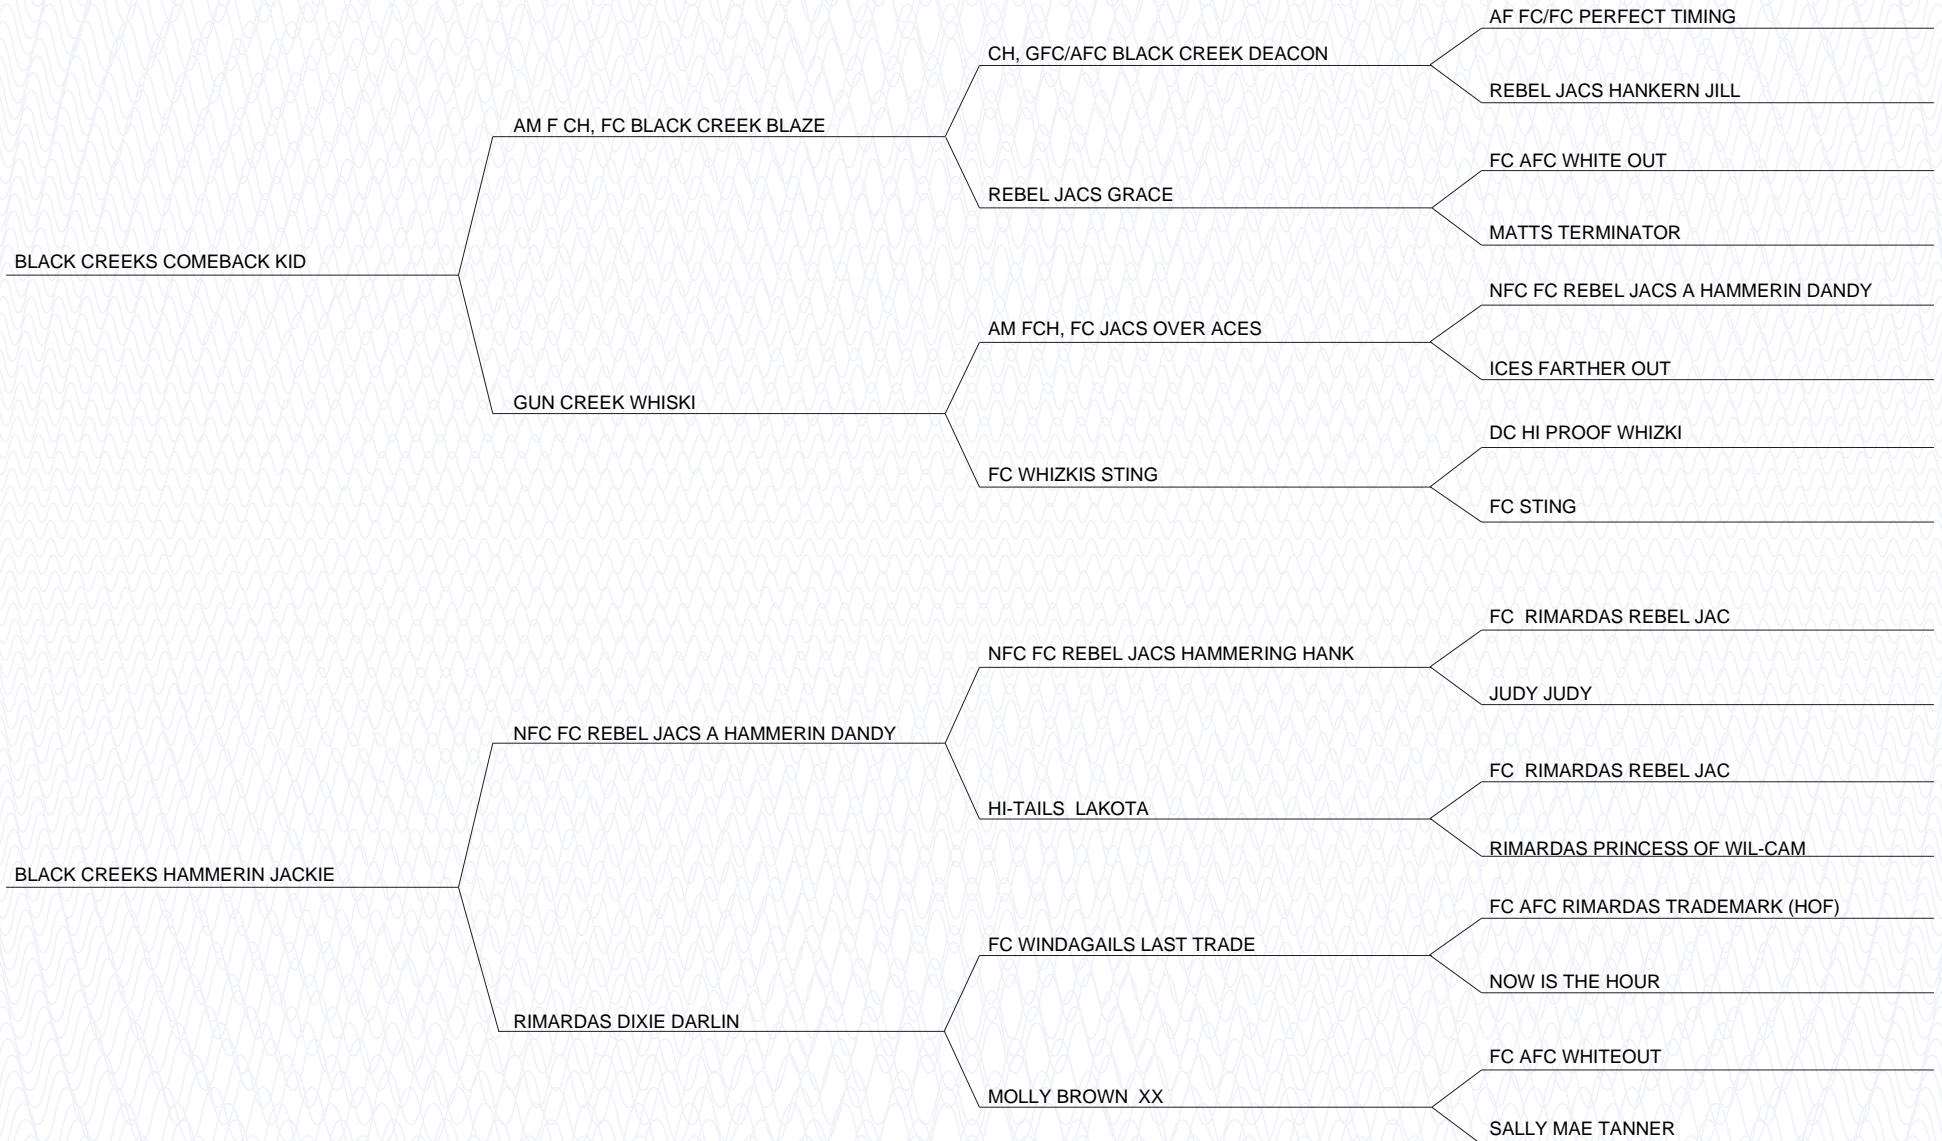 AF FC/FC PERFECT TIMING
CH, GFC/AFC BLACK CREEK DEACON
REBEL JACS HANKERN JILL
AM F CH, FC BLACK CREEK BLAZE
FC AFC WHITE OUT
REBEL JACS GRACE
MATTS TERMINATOR
BLACK CREEKS COMEBACK KID
NFC FC REBEL JACS A HAMMERIN DANDY
AM FCH, FC JACS OVER ACES
ICES FARTHER OUT
GUN CREEK WHISKI
DC HI PROOF WHIZKI
FC WHIZKIS STING
FC STING
FC  RIMARDAS REBEL JAC
NFC FC REBEL JACS HAMMERING HANK
JUDY JUDY
NFC FC REBEL JACS A HAMMERIN DANDY
FC  RIMARDAS REBEL JAC
HI-TAILS  LAKOTA
RIMARDAS PRINCESS OF WIL-CAM
BLACK CREEKS HAMMERIN JACKIE
FC AFC RIMARDAS TRADEMARK (HOF)
FC WINDAGAILS LAST TRADE
NOW IS THE HOUR
RIMARDAS DIXIE DARLIN
FC AFC WHITEOUT
MOLLY BROWN  XX
SALLY MAE TANNER